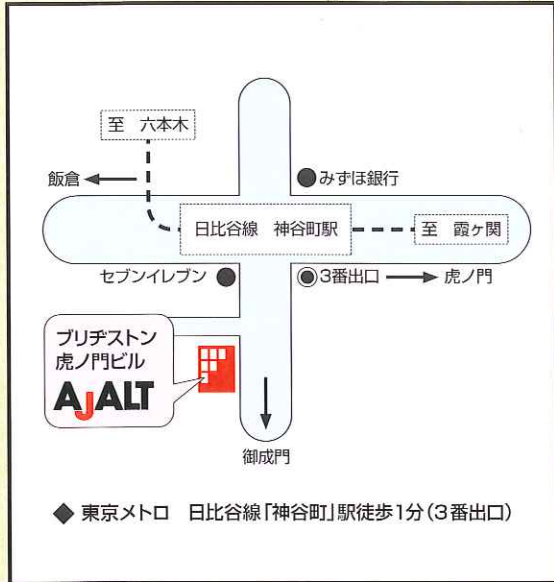 至 六本木
飯倉
みずほ銀行
日比谷線 神谷町駅
至 霞ヶ関
セブンイレブン
3番出口
虎ノ門
ブリヂストン
虎ノ門ビル
AJALT
御成門
◆ 東京メトロ 日比谷線「神谷町」駅徒歩1分(3番出口)